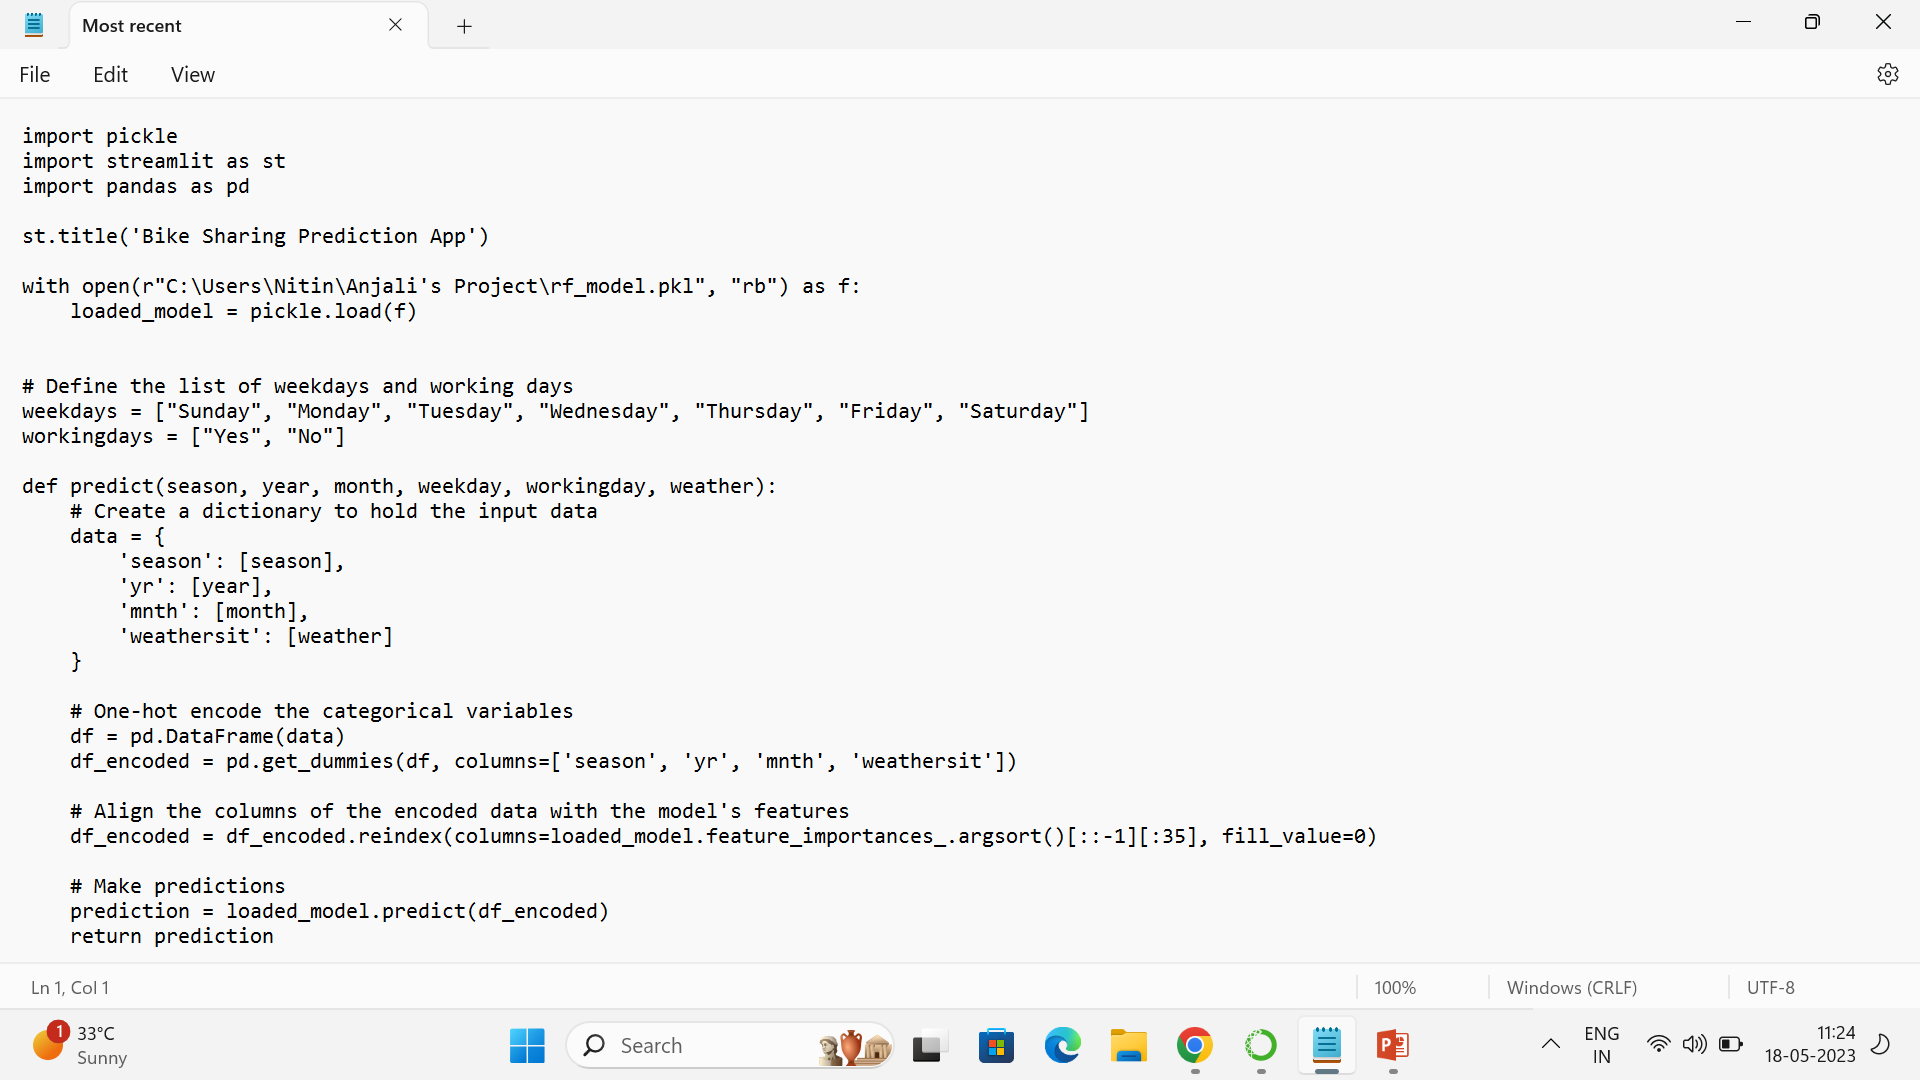 Most recent
File Edit View
import pickle
import streamlit as st
import pandas as pd
st.title('Bike Sharing Prediction App')
with open(r"C:\Users\Nitin\Anjali's Project\rf_model.pkl", "rb") as f:
    loaded_model = pickle.load(f)
# Define the list of weekdays and working days
weekdays = ["Sunday", "Monday", "Tuesday", "Wednesday", "Thursday", "Friday", "Saturday"]
workingdays = ["Yes", "No"]
def predict(season, year, month, weekday, workingday, weather):
    # Create a dictionary to hold the input data
    data = {
        'season': [season],
        'yr': [year],
        'mnth': [month],
        'weathersit': [weather]
    }
    # One-hot encode the categorical variables
    df = pd.DataFrame(data)
    df_encoded = pd.get_dummies(df, columns=['season', 'yr', 'mnth', 'weathersit'])
    # Align the columns of the encoded data with the model's features
    df_encoded = df_encoded.reindex(columns=loaded_model.feature_importances_.argsort()[::-1][:35], fill_value=0)
    # Make predictions
    prediction = loaded_model.predict(df_encoded)
    return prediction
Ln 1, Col 1 100% Windows (CRLF) UTF-8
1 33°C Search P ENG 11:24
Sunny IN 18-05-2023